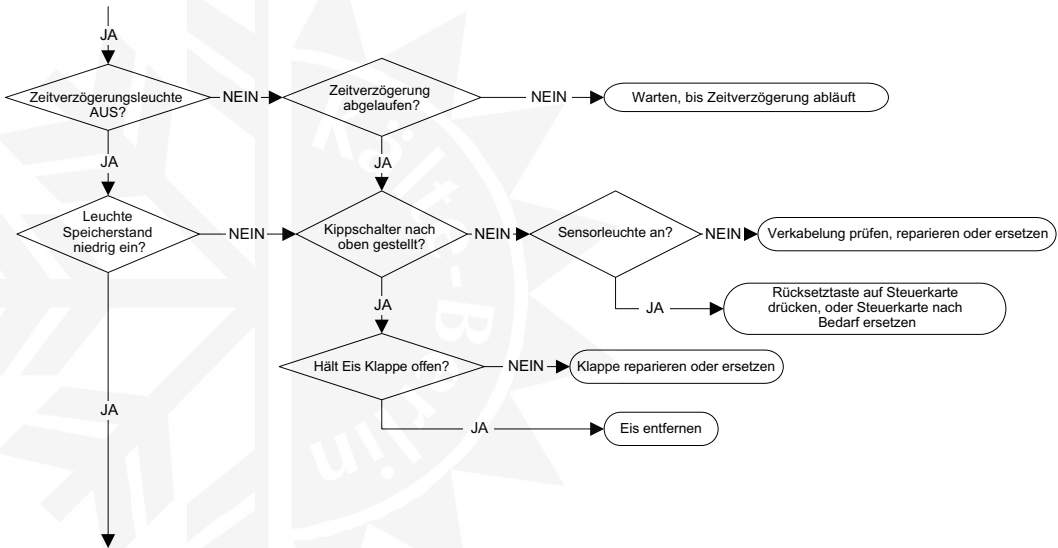 JA
Zeitverzögerungsleuchte
AUS?
NEIN
Zeitverzögerung
abgelaufen?
NEIN
Warten, bis Zeitverzögerung abläuft
JA
JA
Leuchte
Speicherstand
niedrig ein?
NEIN
Kippschalter nach
oben gestellt?
NEIN
Sensorleuchte an?
NEIN
Verkabelung prüfen, reparieren oder ersetzen
JA
JA
Rücksetztaste auf Steuerkarte
drücken, oder Steuerkarte nach
Bedarf ersetzen
Hält Eis Klappe offen?
NEIN
Klappe reparieren oder ersetzen
JA
JA
Eis entfernen
Kälte-Berlin